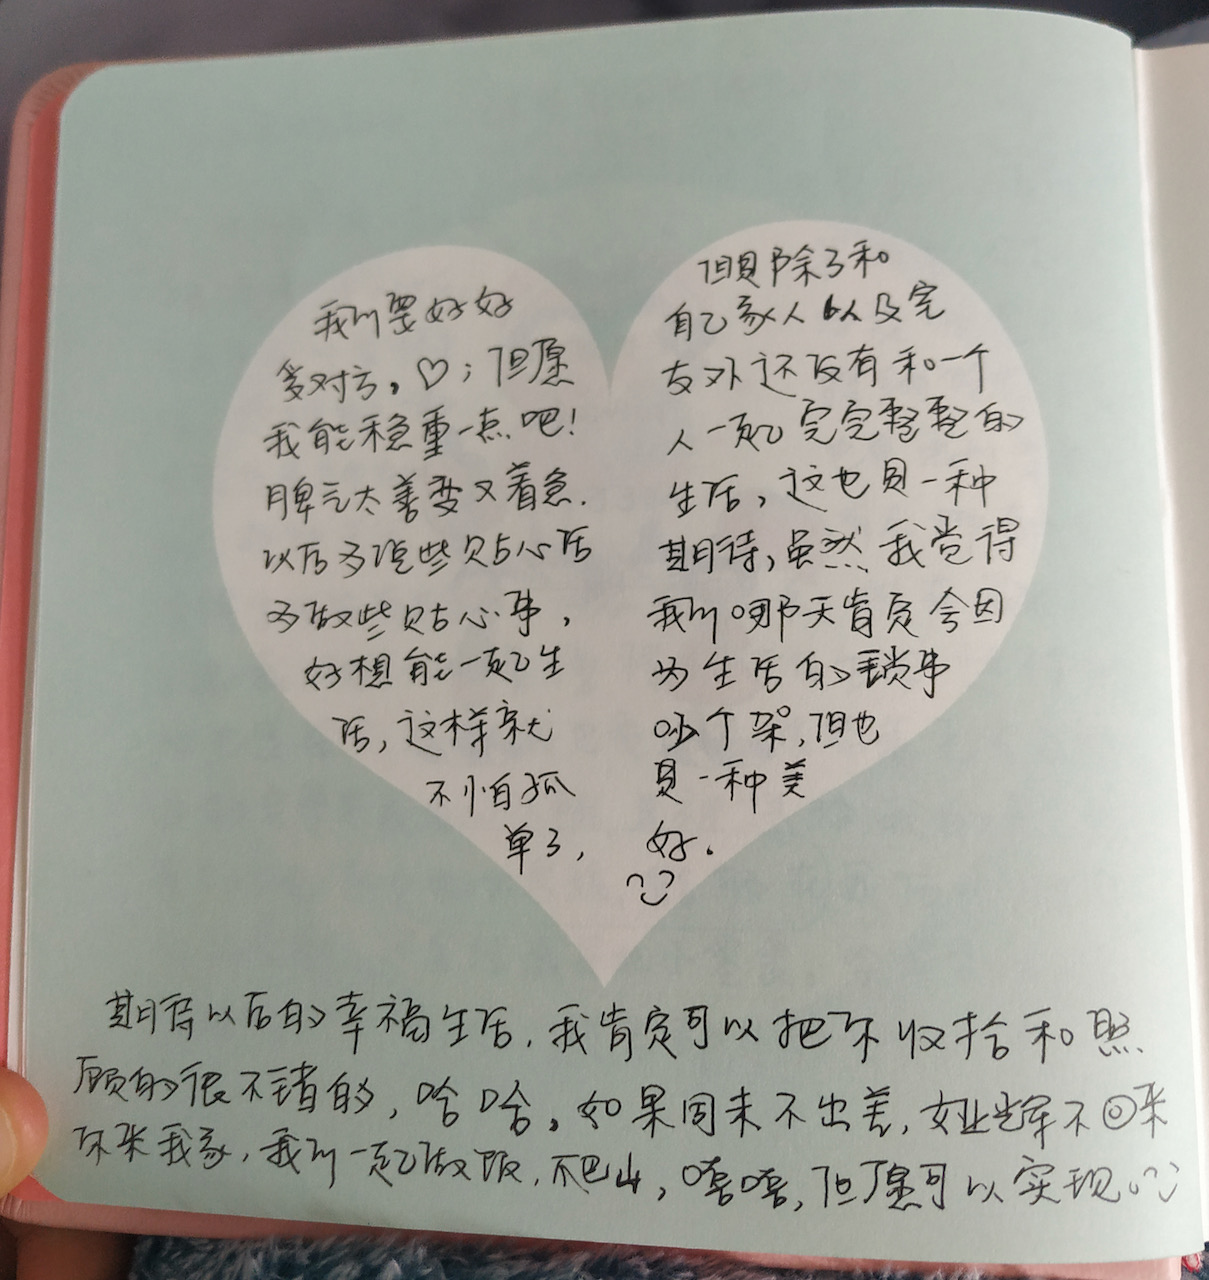 我们要好好
爱对方，♡；但愿
我能稳重一点吧！
脾气太善变又着急.
以后多说些贴心话
多做些贴心事，
好想能一起生
活，这样就
不怕孤
单了，
但是除了和
自己家人以及室
友外还没有和一个
人一起完完整整的
生活，这也是一种
期待，虽然我觉得
我们哪天肯定会因
为生活的锁事
吵个架，但也
是一种美
好.
期待以后的幸福生活，我肯定可以把你收拾和照
顾的很不错的，哈哈。如果周末不出差，不回来
你来我家，我们一起做饭，爬山，嘻嘻，但愿可以实现